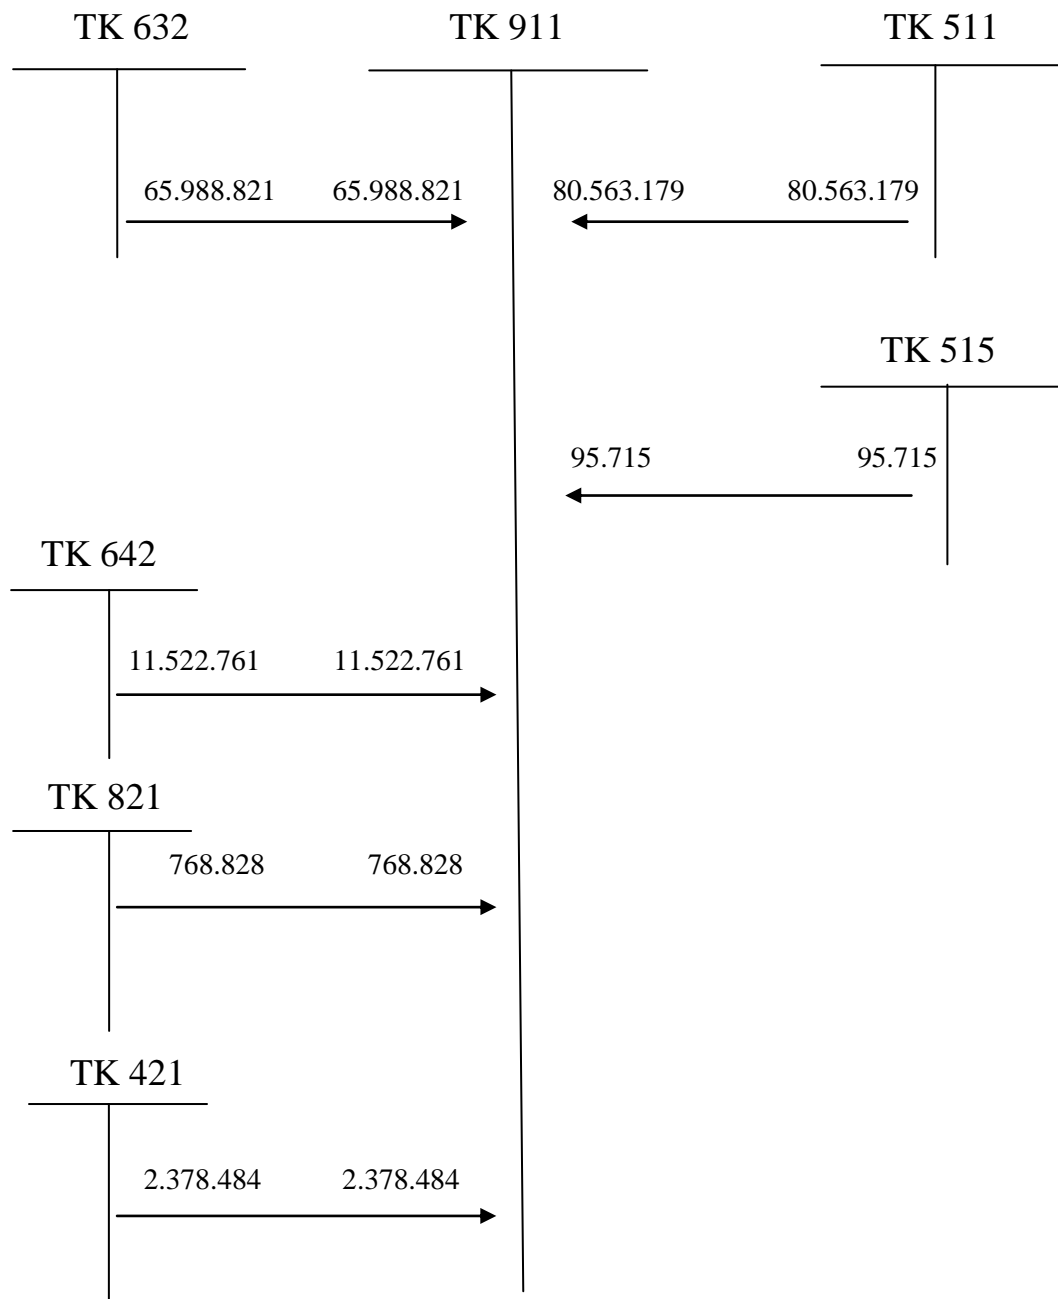 TK 632 TK 911 TK 511
65.988.821 65.988.821 80.563.179 80.563.179
TK 515
95.715 95.715
TK 642
11.522.761 11.522.761
TK 821
768.828 768.828
TK 421
2.378.484 2.378.484